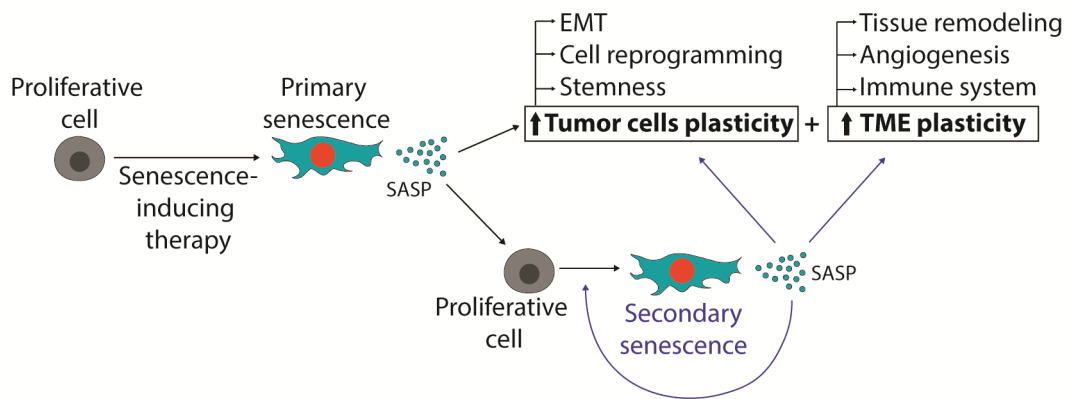 EMT
Cell reprogramming
Stemness
Tumor cells plasticity
+
Tissue remodeling
Angiogenesis
Immune system
TME plasticity
Proliferative
cell
Senescence-
inducing
therapy
Primary
senescence
SASP
Proliferative
cell
Secondary
senescence
SASP